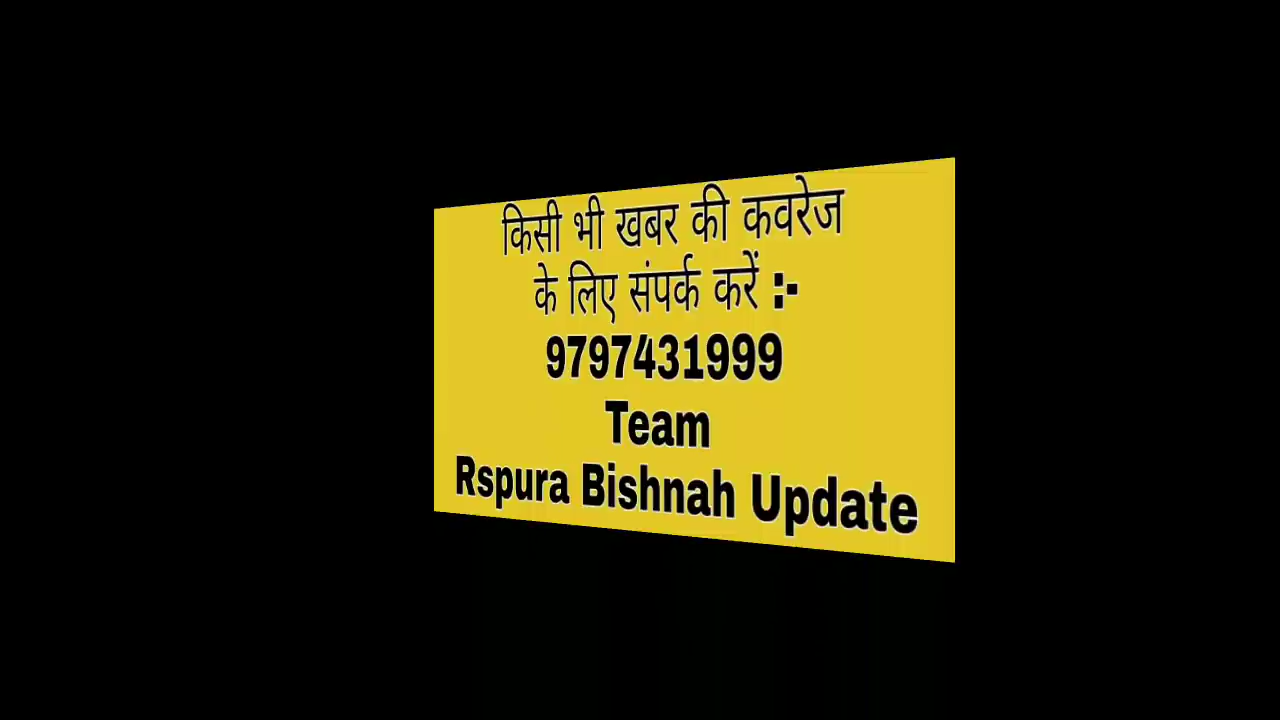 किसी भी खबर की कवरेज
के लिए संपर्क करें :-
9797431999
Team
Rspura Bishnah Update